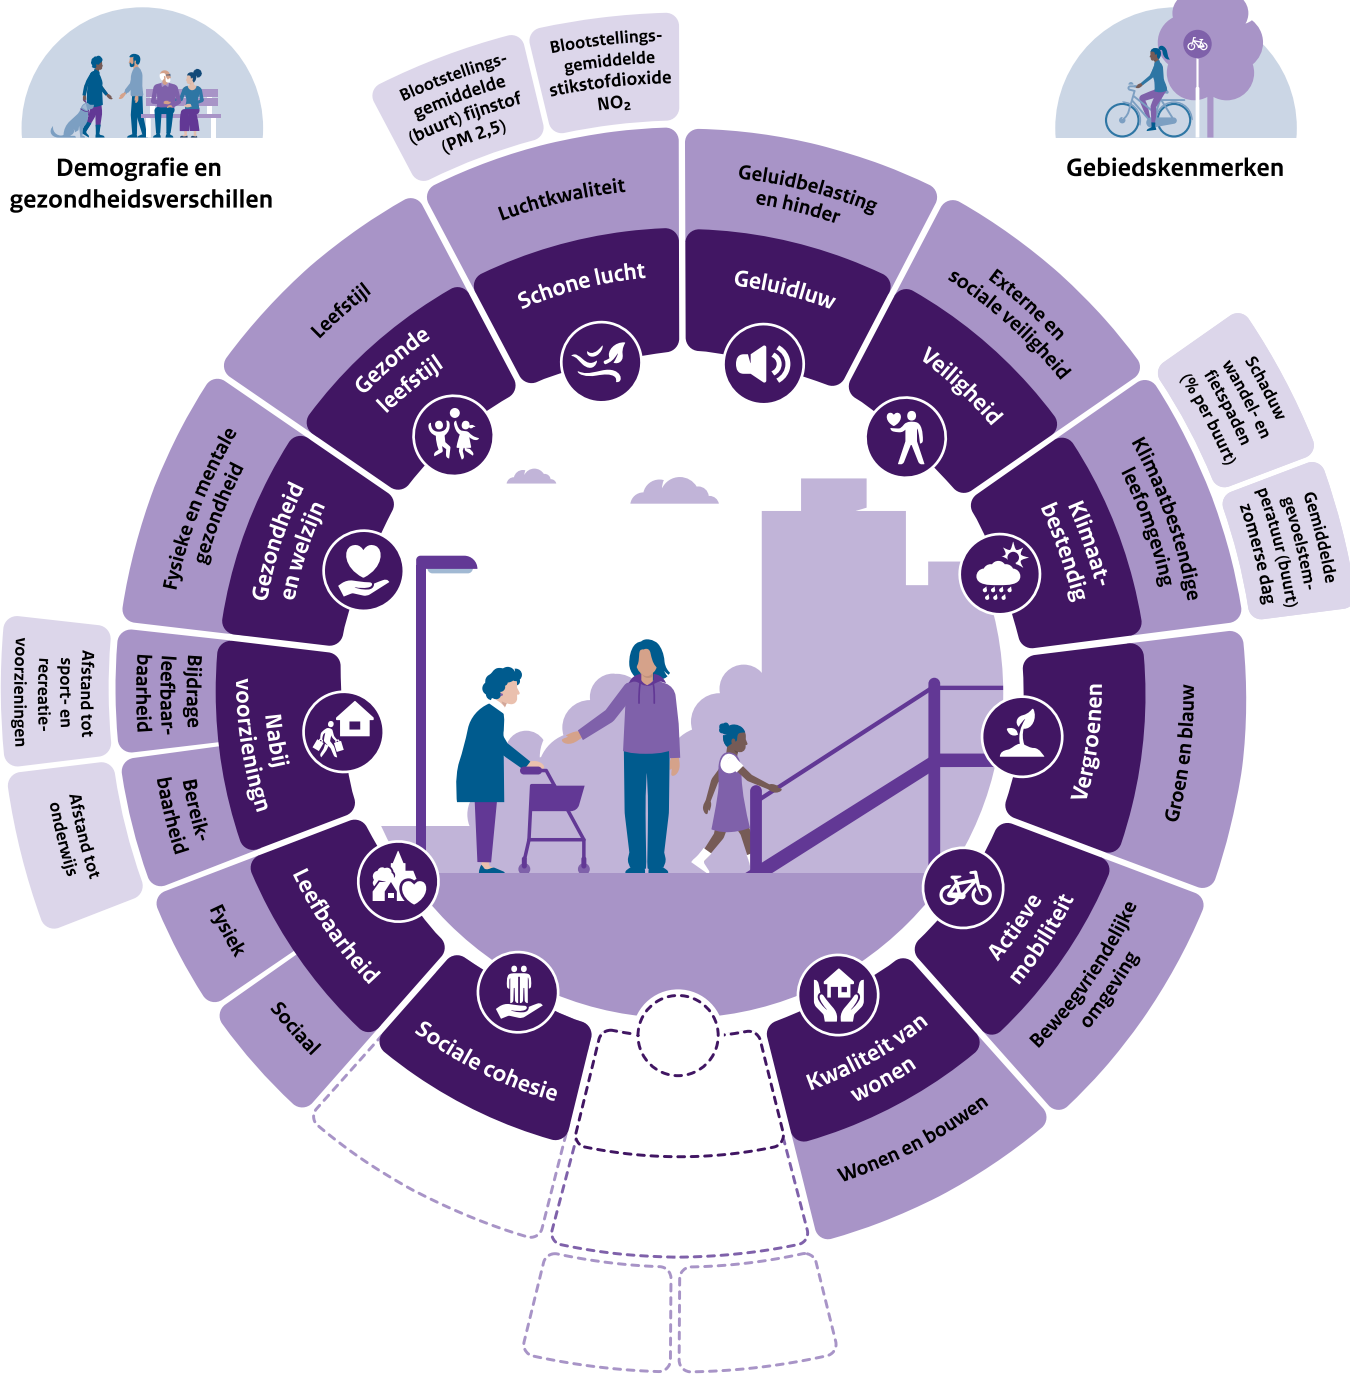 Demografie en
gezondheidsverschillen
Gebiedskenmerken
Blootstellings-
gemiddelde
(buurt) fijnstof
(PM 2,5)
Blootstellings-
gemiddelde
stikstofdioxide
NO₂
Luchtkwaliteit
Schone lucht
Geluidbelasting
en hinder
Geluidluw
Externe en
sociale veiligheid
Veiligheid
Schaduw
wandel- en
fietspaden
(% per buurt)
Gemiddelde
gevoelstem-
peratuur (buurt)
zomerse dag
Klimaatbestendige
leefomgeving
Klimaat-
bestendig
Groen en blauw
Vergroenen
Beweegvriendelijke
omgeving
Actieve
mobiliteit
Wonen en bouwen
Kwaliteit van
wonen
Sociale cohesie
Leefbaarheid
Sociaal
Fysiek
Nabij
voorzieningn
Bereik-
baarheid
Afstand tot
onderwijs
Bijdrage
leefbaar-
baarheid
Afstand tot
sport- en
recreatie-
voorzieningen
Gezondheid
en welzijn
Fysieke en mentale
gezondheid
Gezonde
leefstijl
Leefstijl